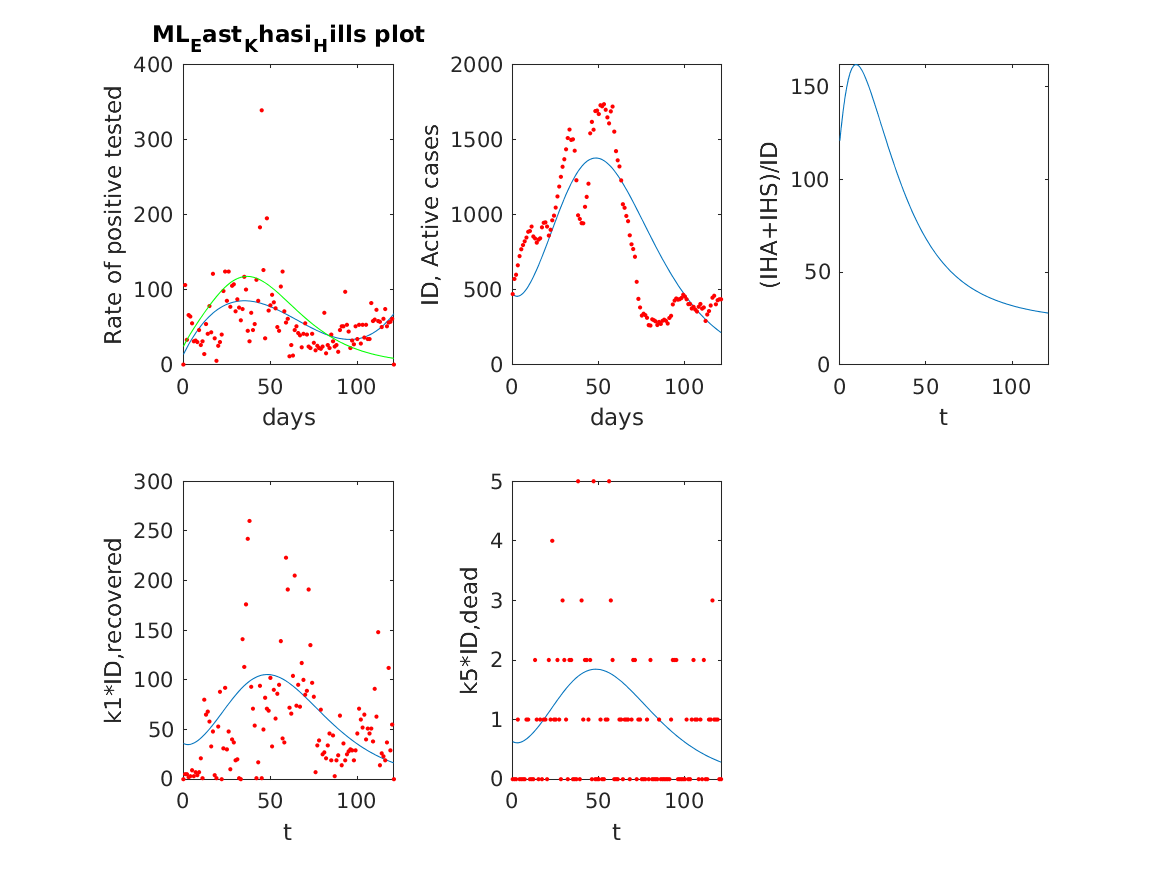 ML_East_Khasi_Hills plot
400
300
200
100
0
Rate of positive tested
0 50 100
days
2000
1500
1000
500
0
ID, Active cases
0 50 100
days
150
100
50
0
(IHA+IHS)/ID
0 50 100
t
300
250
200
150
100
50
0
k1*ID,recovered
0 50 100
t
5
4
3
2
1
0
k5*ID,dead
0 50 100
t